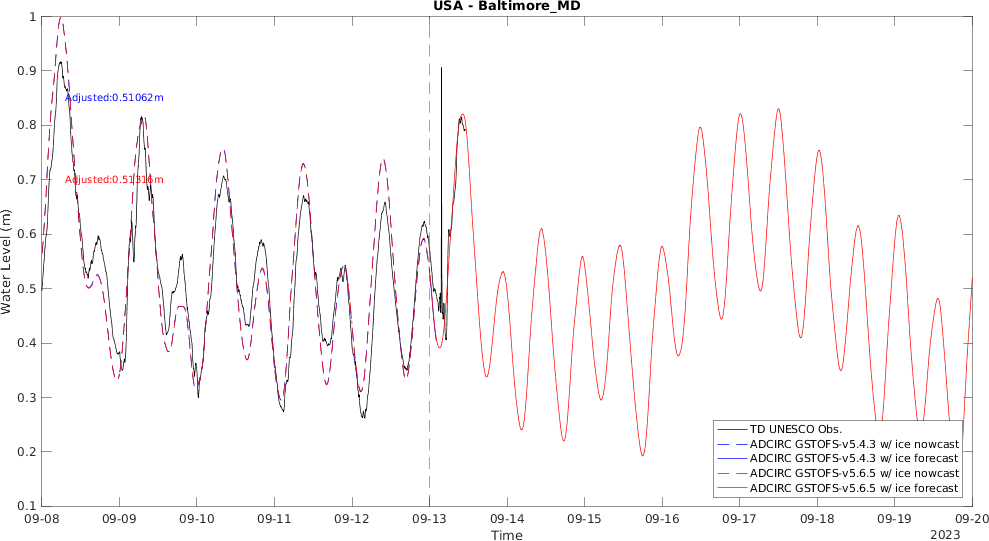 USA - Baltimore_MD
1
0.9
0.8
0.7
0.6
0.5
0.4
0.3
0.2
0.1
Water Level (m)
Adjusted:0.51062m
Adjusted:0.51316m
TD UNESCO Obs.
ADCIRC GSTOFS-v5.4.3 w/ ice nowcast
ADCIRC GSTOFS-v5.4.3 w/ ice forecast
ADCIRC GSTOFS-v5.6.5 w/ ice nowcast
ADCIRC GSTOFS-v5.6.5 w/ ice forecast
09-08 09-09 09-10 09-11 09-12 09-13 09-14 09-15 09-16 09-17 09-18 09-19 09-20
Time
2023